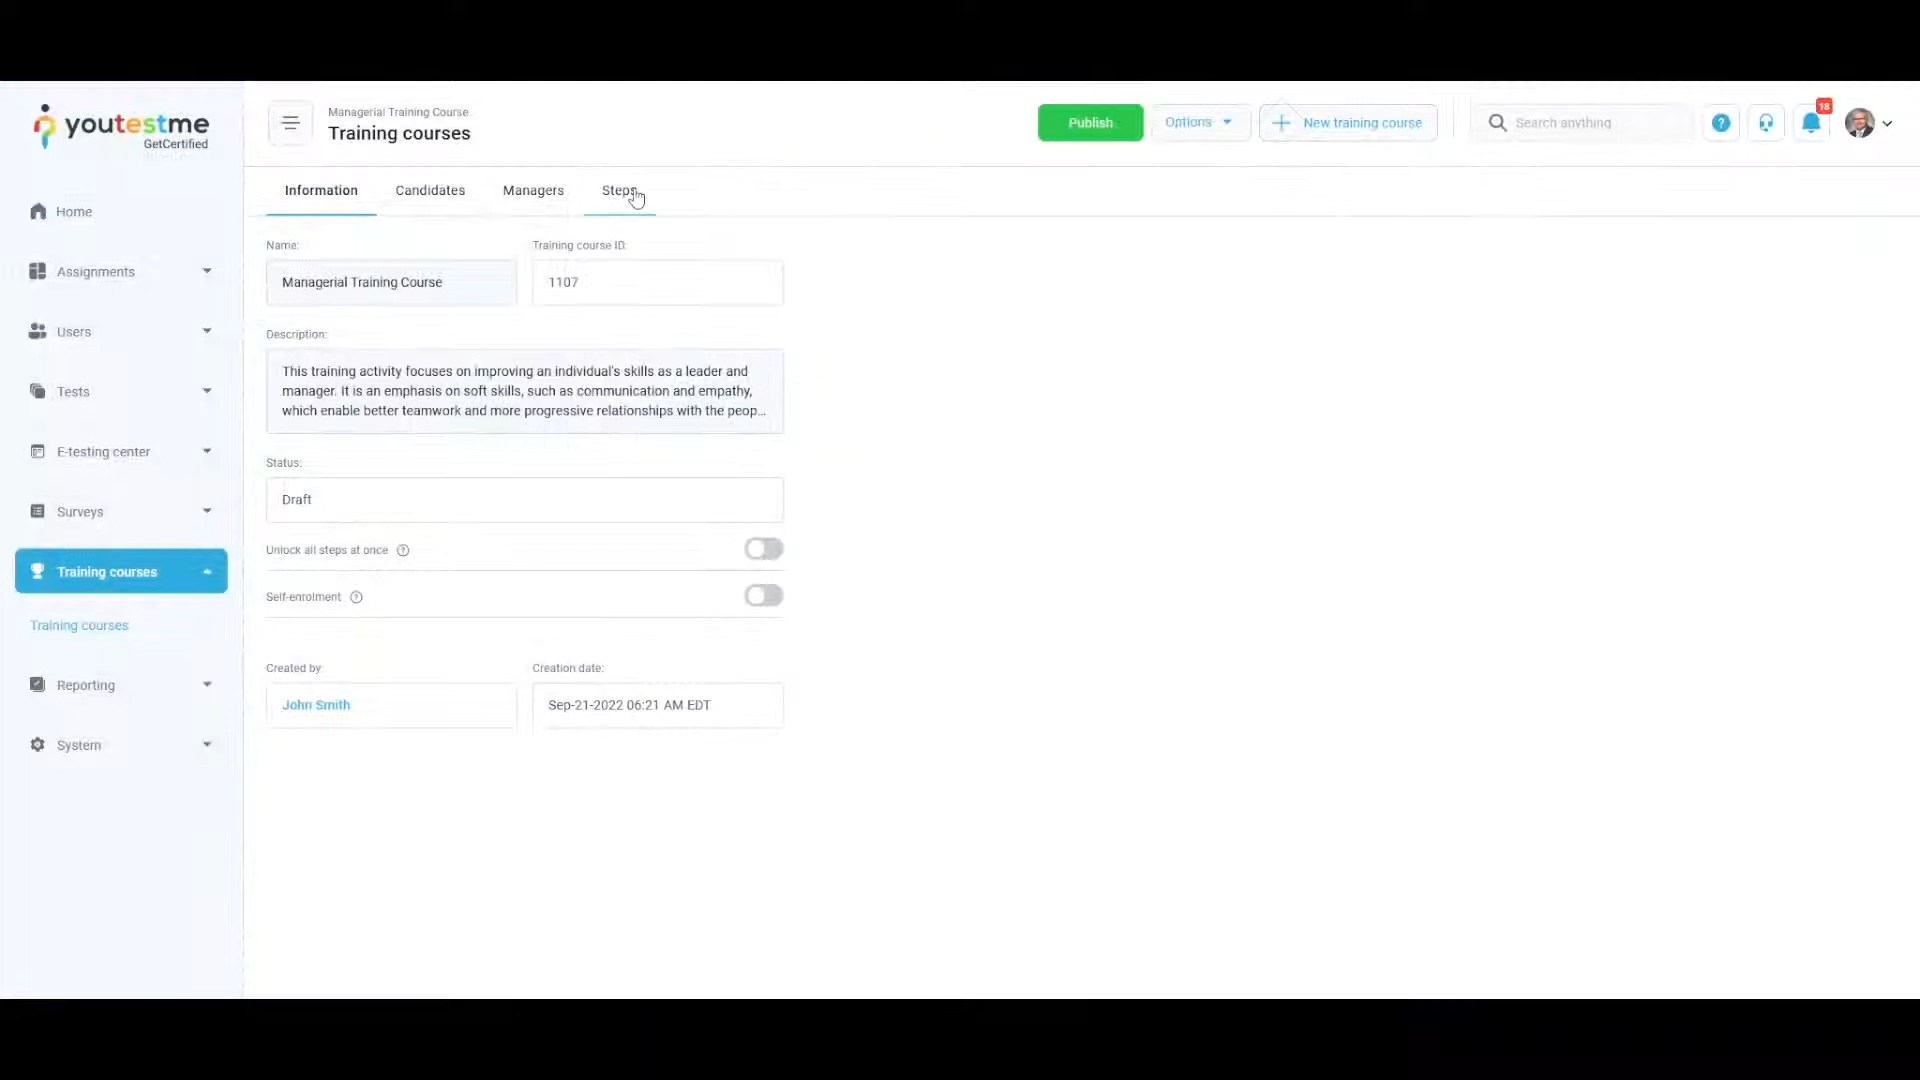 youtestme
GetCertified
Managerial Training Course
Training courses
Publish
Options
New training course
Search anything
?
18
Information
Candidates
Managers
Steps
Home
Assignments
Users
Tests
E-testing center
Surveys
Training courses
Training courses
Reporting
System
Name:
Training course ID:
Managerial Training Course
1107
Description:
This training activity focuses on improving an individual's skills as a leader and
manager. It is an emphasis on soft skills, such as communication and empathy,
which enable better teamwork and more progressive relationships with the peop...
Status:
Draft
Unlock all steps at once ?
Self-enrolment ?
Created by:
Creation date:
John Smith
Sep-21-2022 06:21 AM EDT